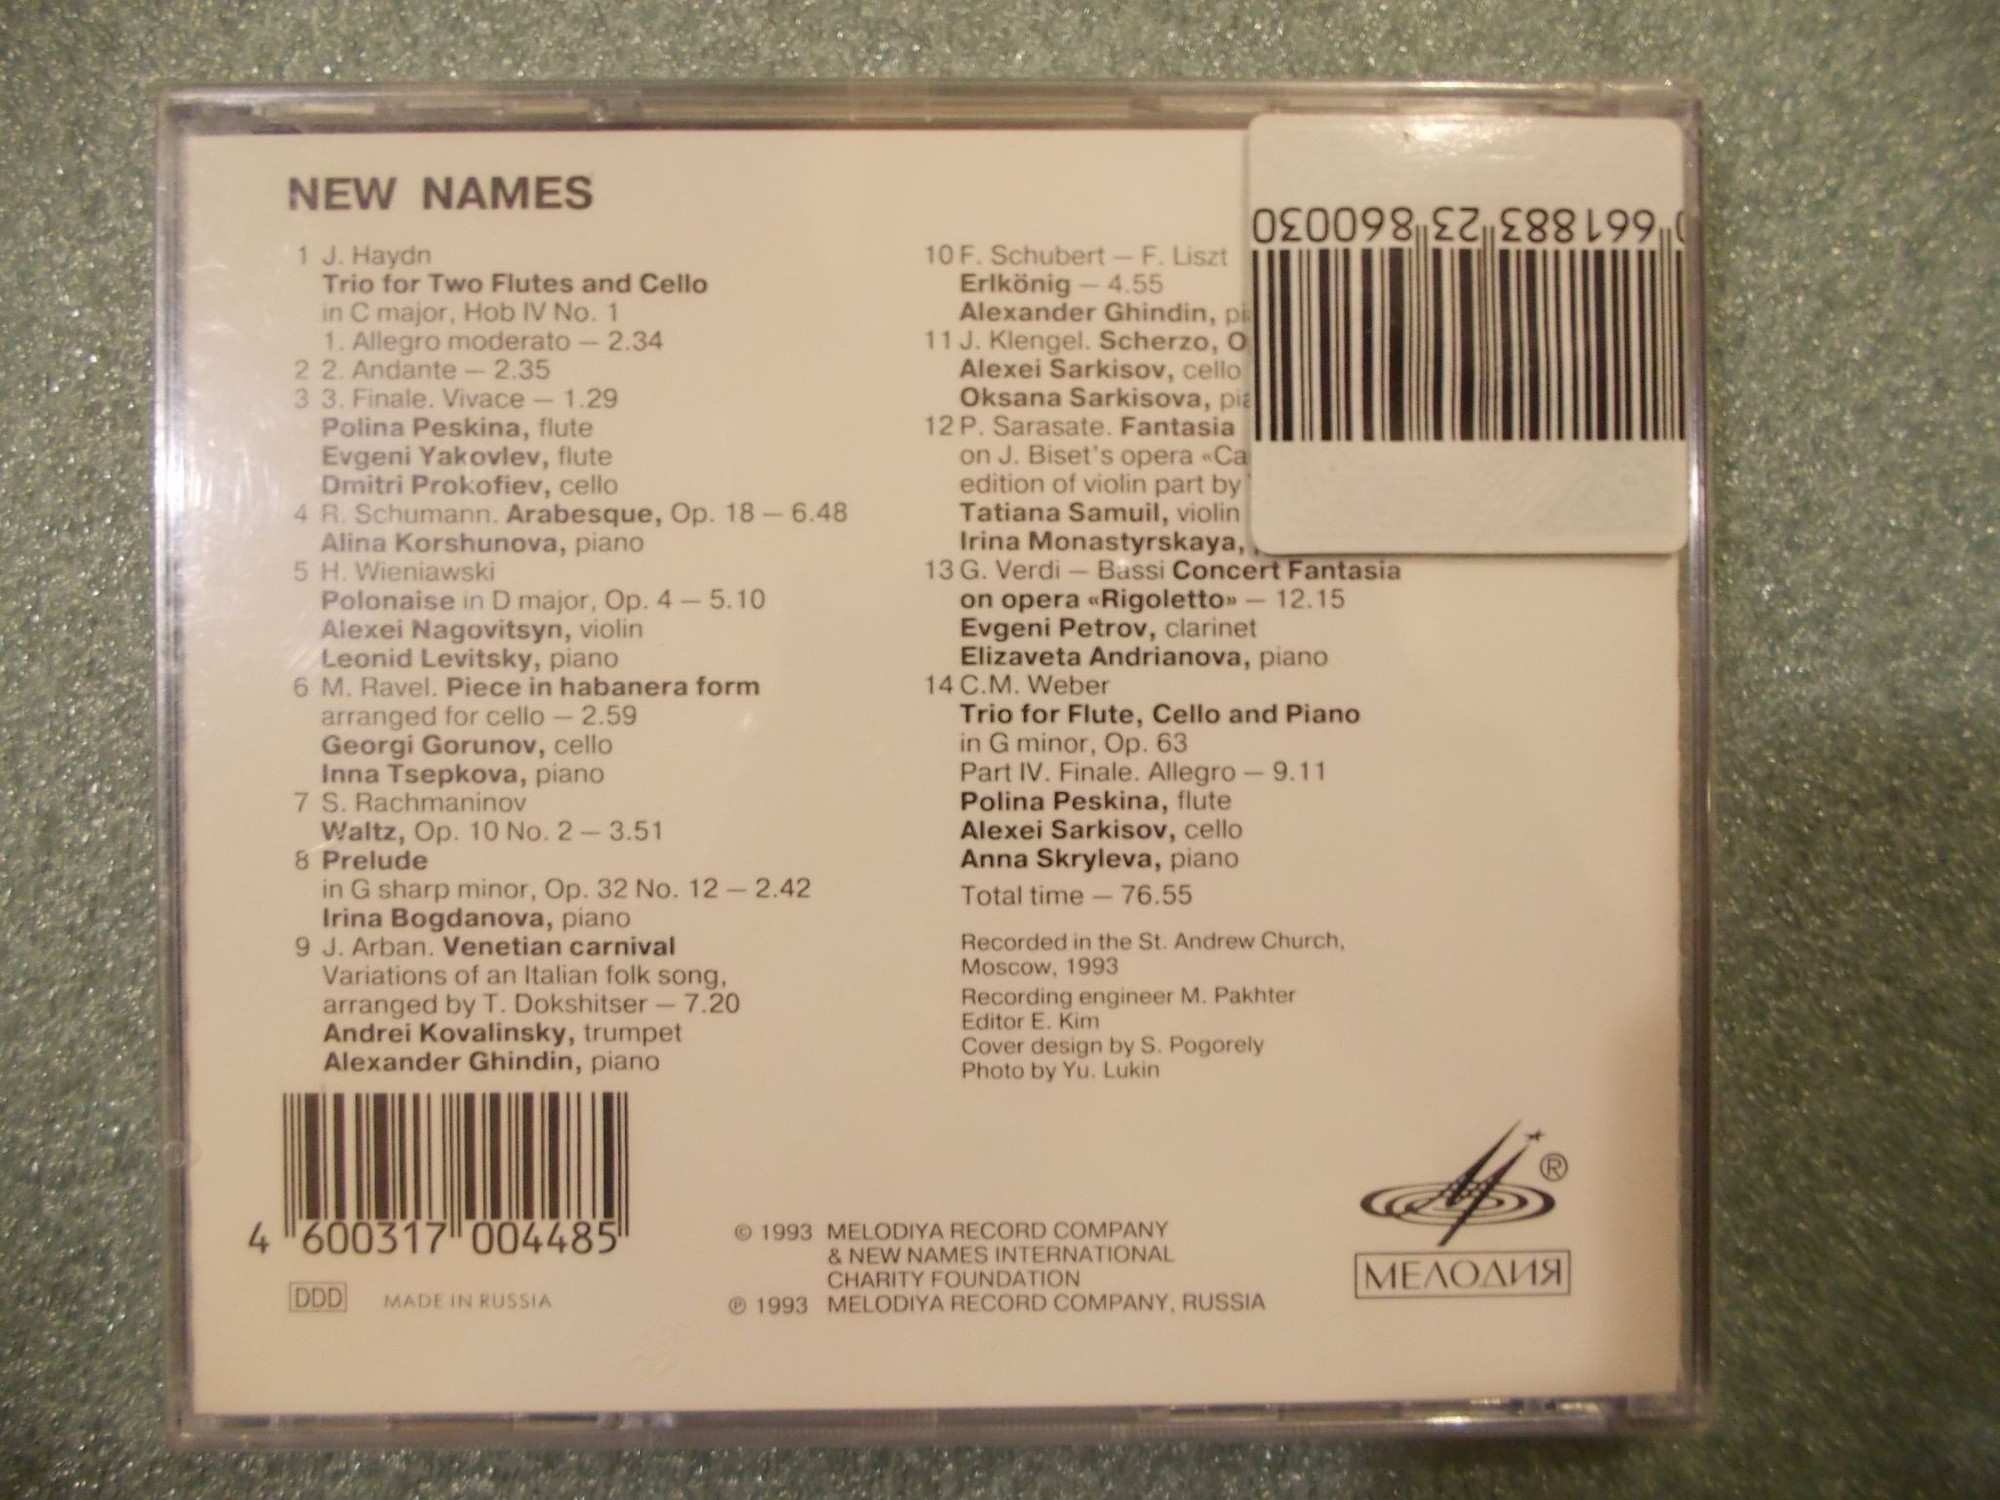 NEW NAMES
1 J. Haydn
Trio for Two Flutes and Cello
in C major, Hob IV No. 1
1. Allegro moderato — 2.34
2 2. Andante — 2.35
3 3. Finale. Vivace — 1.29
Polina Peskina, flute
Evgeni Yakovlev, flute
Dmitri Prokofiev, cello
4 R. Schumann. Arabesque, Op. 18 — 6.48
Alina Korshunova, piano
5 H. Wieniawski
Polonaise in D major, Op. 4 — 5.10
Alexei Nagovitsyn, violin
Leonid Levitsky, piano
6 M. Ravel. Piece in habanera form
arranged for cello — 2.59
Georgi Gorunov, cello
Inna Tsepkova, piano
7 S. Rachmaninov
Waltz, Op. 10 No. 2 — 3.51
8 Prelude
in G sharp minor, Op. 32 No. 12 — 2.42
Irina Bogdanova, piano
9 J. Arban. Venetian carnival
Variations of an Italian folk song,
arranged by T. Dokshitser — 7.20
Andrei Kovalinsky, trumpet
Alexander Ghindin, piano
10 F. Schubert — F. Liszt
Erlkönig — 4.55
Alexander Ghindin,
11 J. Klengel. Scherzo,
Alexei Sarkisov, cello
Oksana Sarkisova,
12 P. Sarasate. Fantasia
on J. Biset's opera
edition of violin part by
Tatiana Samuil, violin
Irina Monastyrskaya,
13 G. Verdi — Bassi Concert Fantasia
on opera «Rigoletto» — 12.15
Evgeni Petrov, clarinet
Elizaveta Andrianova, piano
14 C.M. Weber
Trio for Flute, Cello and Piano
in G minor, Op. 63
Part IV. Finale. Allegro — 9.11
Polina Peskina, flute
Alexei Sarkisov, cello
Anna Skryleva, piano
Total time — 76.55
Recorded in the St. Andrew Church,
Moscow, 1993
Recording engineer M. Pakhter
Editor E. Kim
Cover design by S. Pogorely
Photo by Yu. Lukin
0 661883 23 860030
4 600317 004485
DDD MADE IN RUSSIA
© 1993 MELODIYA RECORD COMPANY
& NEW NAMES INTERNATIONAL
CHARITY FOUNDATION
℗ 1993 MELODIYA RECORD COMPANY, RUSSIA
®
МЕЛОДИЯ